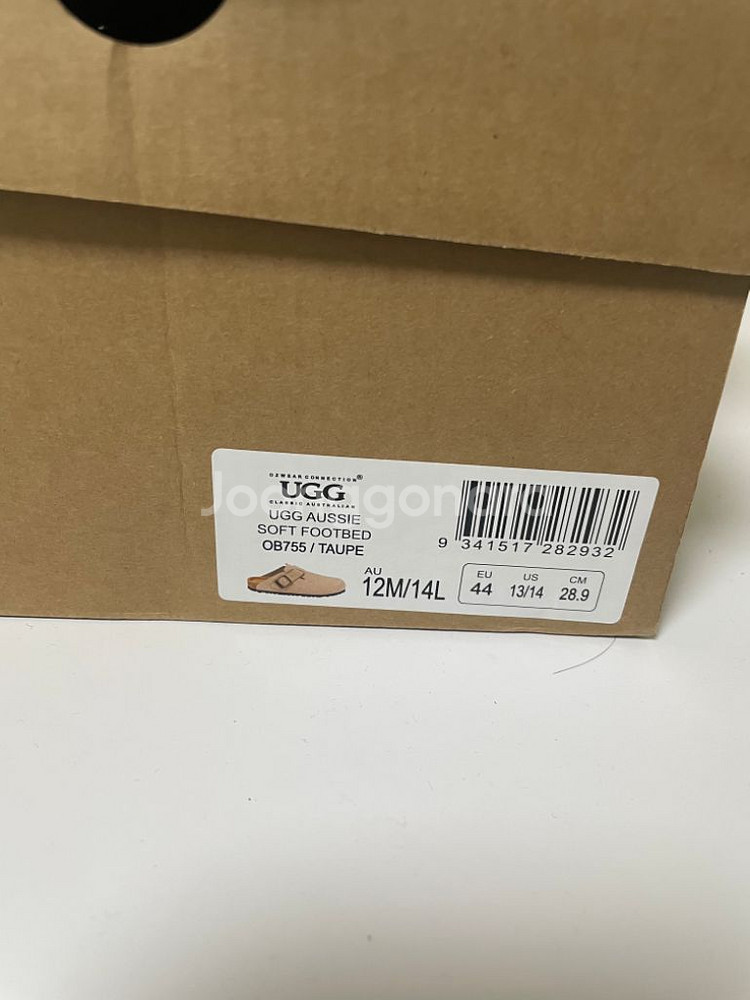 OZWEAR CONNECTION®
UGG
CLASSIC AUSTRALIAN
UGG AUSSIE
SOFT FOOTBED
OB755 / TAUPE
9 341517 282932
AU
12M/14L
EU US CM
44 13/14 28.9